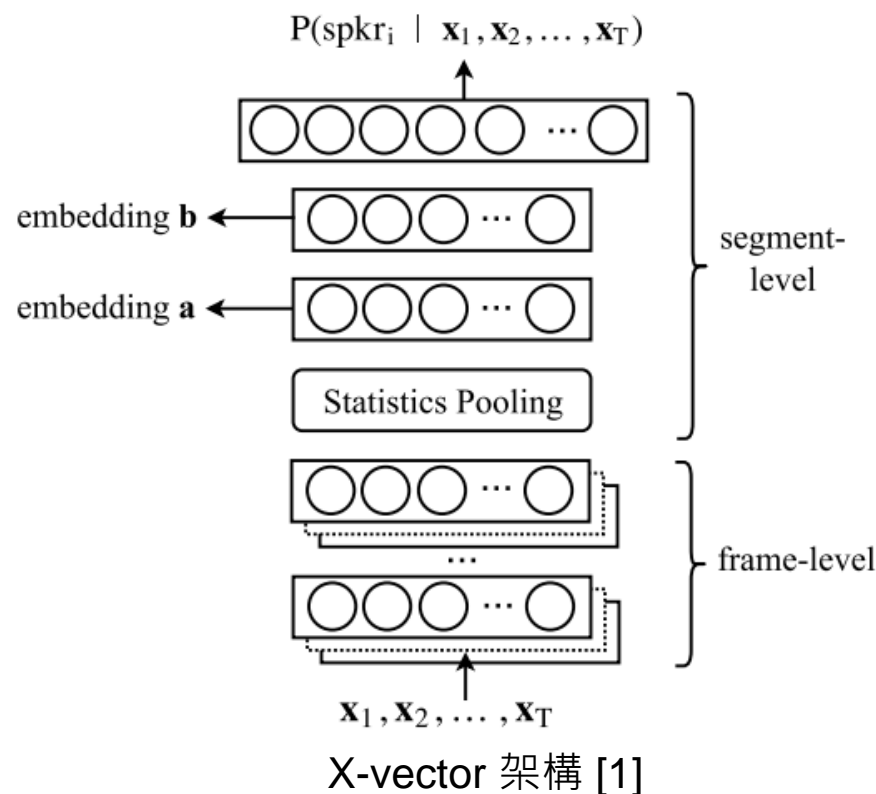 P(spkr_i | x_1, x_2, ... , x_T)
...
embedding b
...
segment-
level
embedding a
...
Statistics Pooling
...
...
frame-level
...
x_1, x_2, ... , x_T
X-vector 架構 [1]